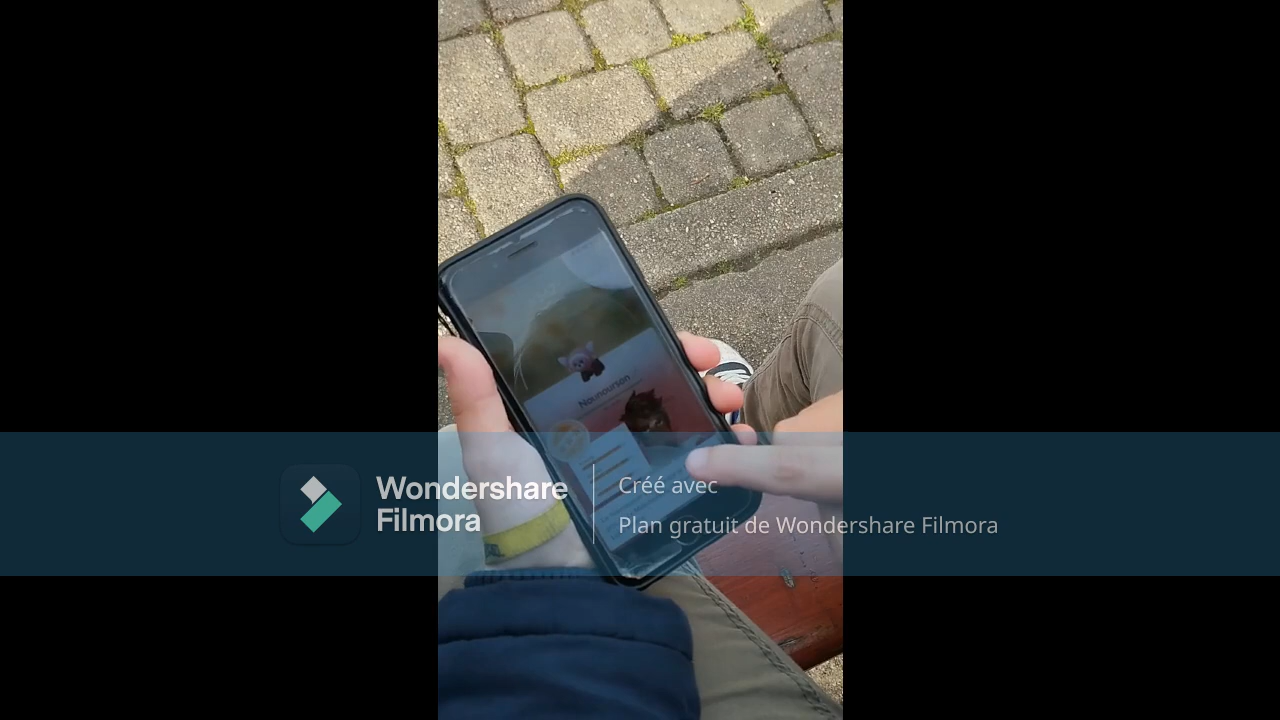 Nounourson
Wondershare
Filmora
Créé avec
Plan gratuit de Wondershare Filmora